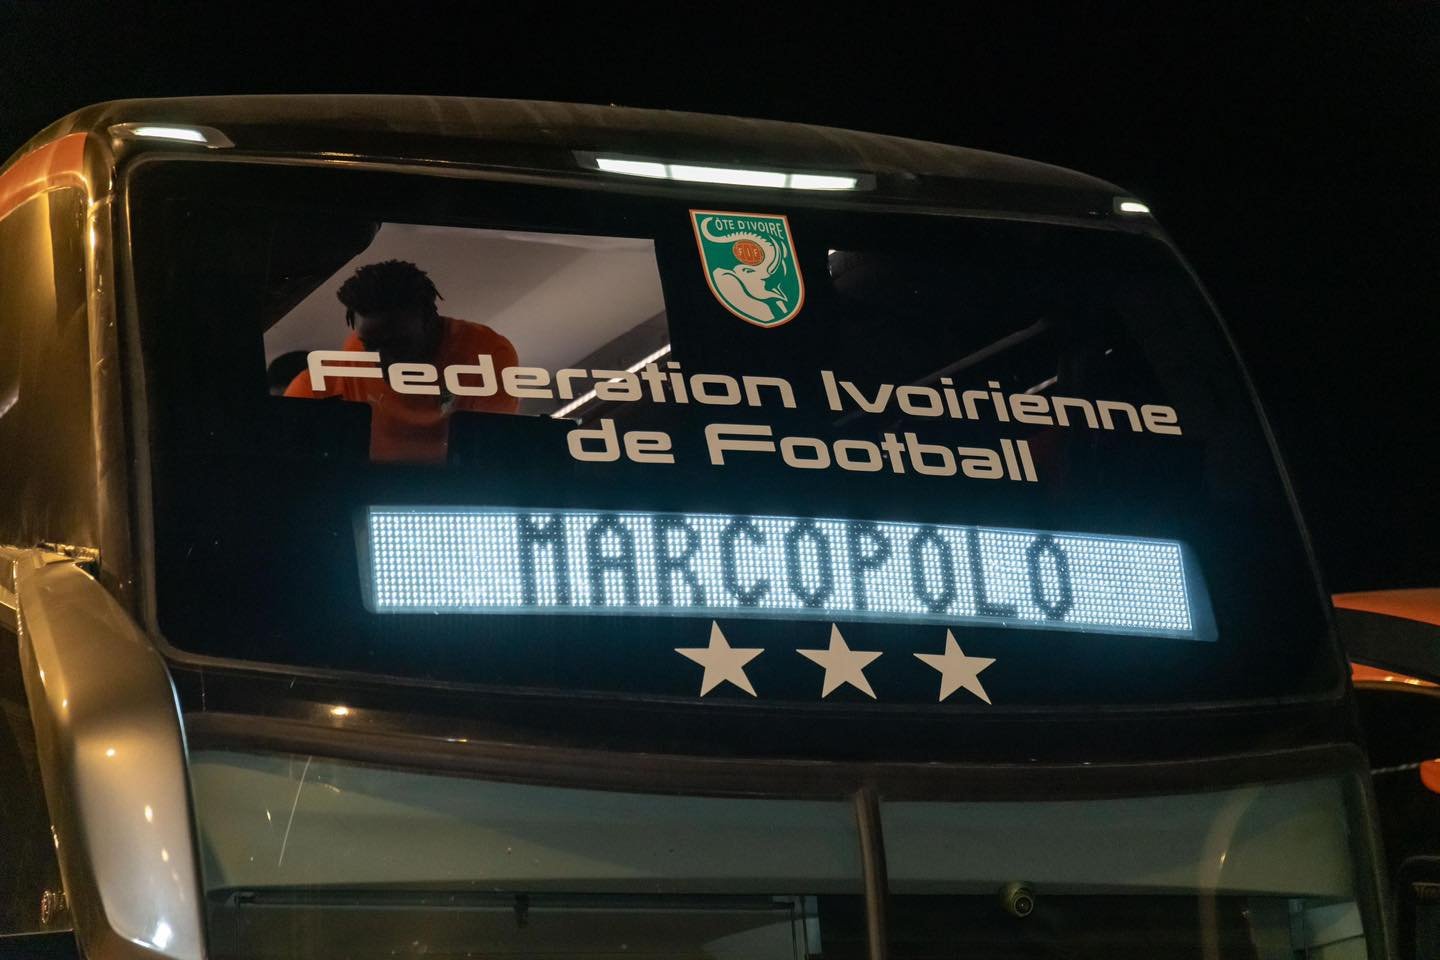 CÔTE D'IVOIRE
FIF
Federation Ivoirienne
de Football
MARCOPOLO